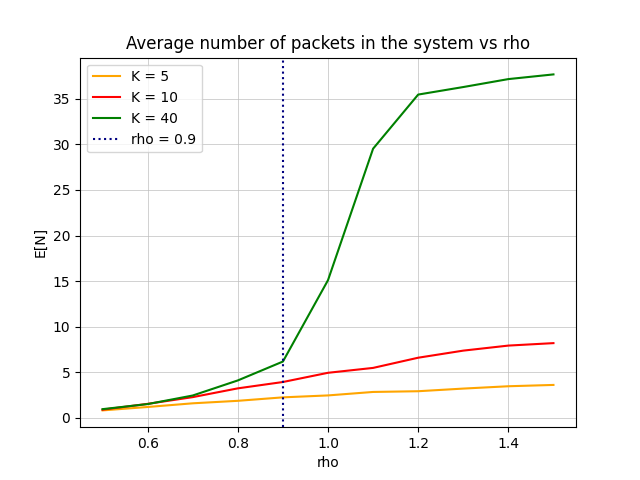 Average number of packets in the system vs rho
K = 5
K = 10
K = 40
rho = 0.9
E[N]
35
30
25
20
15
10
5
0
0.6 0.8 1.0 1.2 1.4
rho